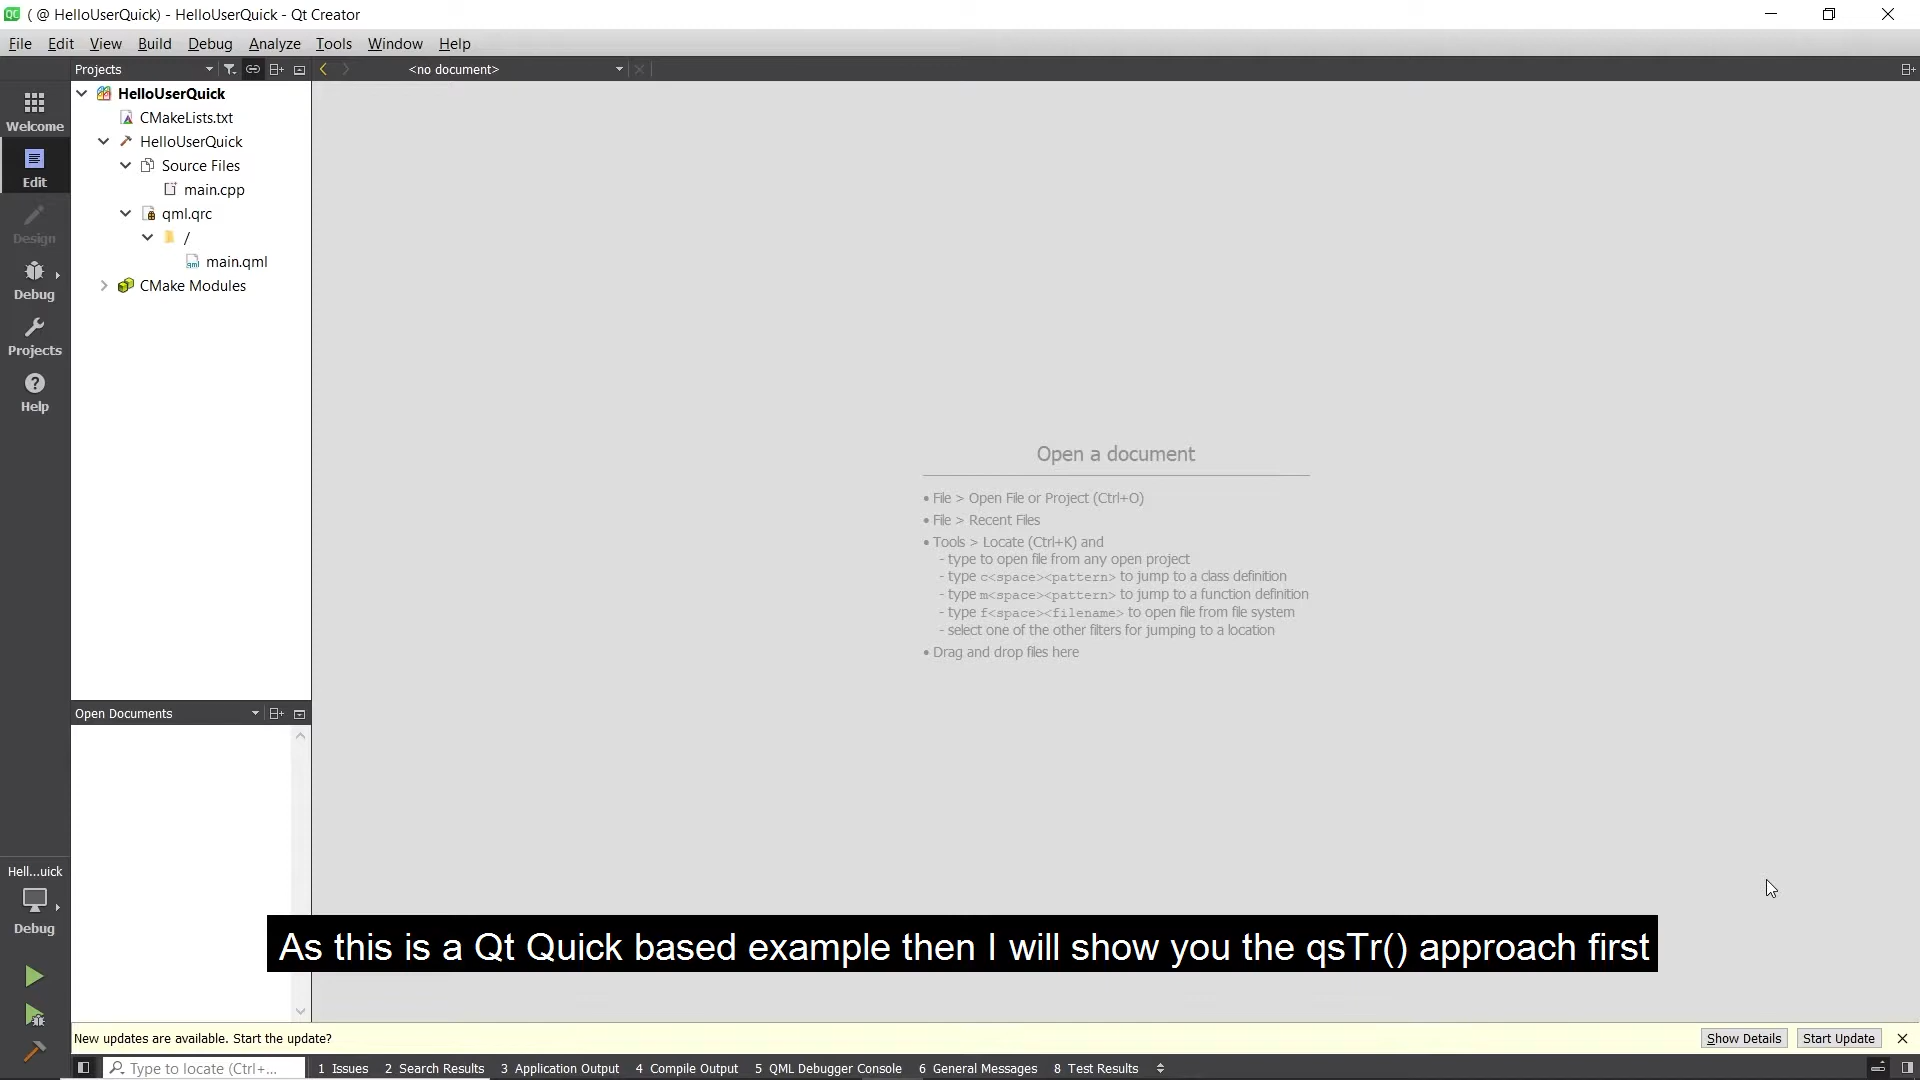 ( @ HelloUserQuick) - HelloUserQuick - Qt Creator
File Edit View Build Debug Analyze Tools Window Help
Projects
<no document>
Welcome
Edit
Design
Debug
Projects
Help
HelloUserQuick
CMakeLists.txt
HelloUserQuick
Source Files
main.cpp
qml.qrc
/
main.qml
CMake Modules
Open a document
• File > Open File or Project (Ctrl+O)
• File > Recent Files
• Tools > Locate (Ctrl+K) and
- type to open file from any open project
- type c<space><pattern> to jump to a class definition
- type m<space><pattern> to jump to a function definition
- type f<space><filename> to open file from file system
- select one of the other filters for jumping to a location
• Drag and drop files here
Open Documents
Hell...uick
Debug
As this is a Qt Quick based example then I will show you the qsTr() approach first
New updates are available. Start the update?
Show Details
Start Update
Type to locate (Ctrl+...
1 Issues 2 Search Results 3 Application Output 4 Compile Output 5 QML Debugger Console 6 General Messages 8 Test Results